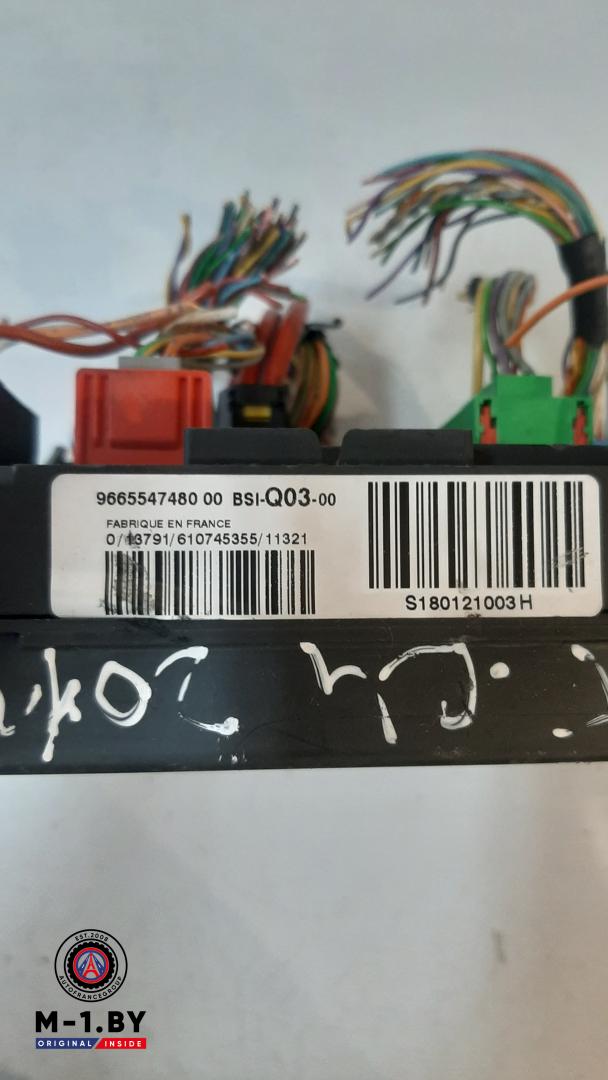 9665547480 00 BSI-Q03-00
FABRIQUE EN FRANCE
0/13791/610745355/11321
S180121003H
EST.2008
AUTOFRANCEGROUP
M-1.BY
ORIGINAL INSIDE